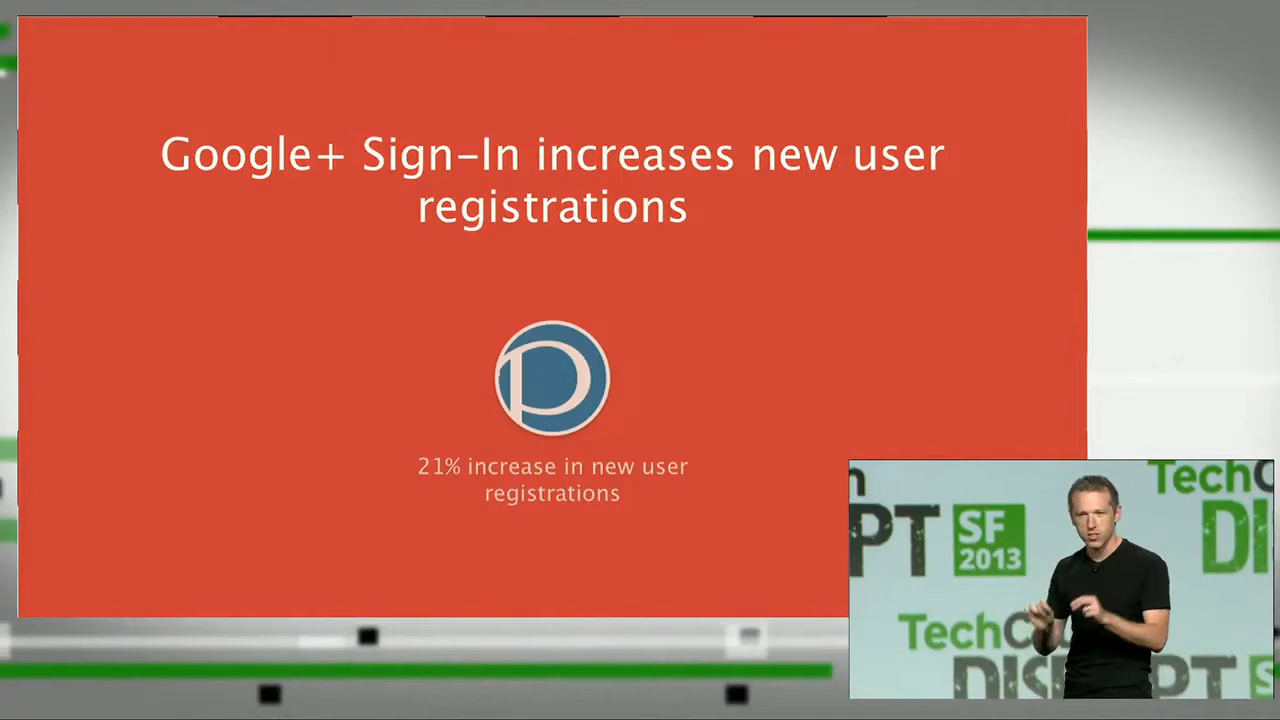 Google+ Sign-In increases new user
registrations
P
21% increase in new user
registrations
TechC
PT
SF
2013
DI
TechC
PT
S